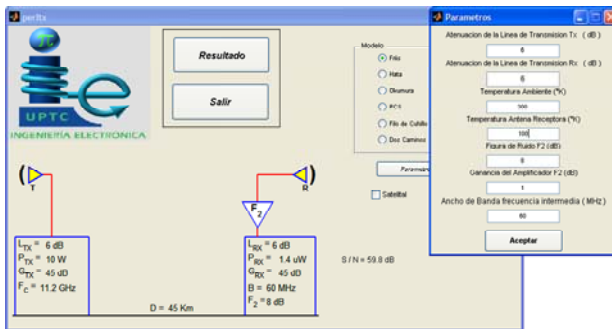 perltx
Resultado
Salir
UPTC
INGENIERÍA ELECTRONICA
Modelo
Friis
Hata
Okumura
PCS
Filo de Cuchillo
Dos Caminos
Satelital
T
R
F2
LTX = 6 dB
PTX = 10 W
GTX = 45 dD
FC = 11.2 GHz
D = 45 Km
LRX = 6 dB
PRX = 1.4 uW
GRX = 45 dD
B = 60 MHz
F2 = 8 dB
S / N = 59.8 dB
Parametros
Atenuacion de la Linea de Transmision Tx ( dB )
6
Atenuacion de la Linea de Transmision Rx ( dB )
6
Temperatura Ambiente (°K)
300
Temperatura Antena Receptora (°K)
100
Figura de Ruido F2 (dB)
8
Ganancia del Amplificador F2 (dB)
1
Ancho de Banda frecuencia intermedia ( MHz )
60
Aceptar